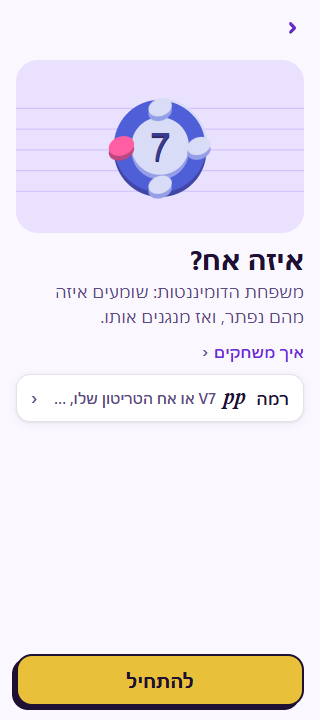 7
איזה אח?
משפחת הדומיננטות: שומעים איזה
מהם נפתר, ואז מנגנים אותו.
איך משחקים ›
רמה pp V7 או אח הטריטון שלו, ... ›
להתחיל